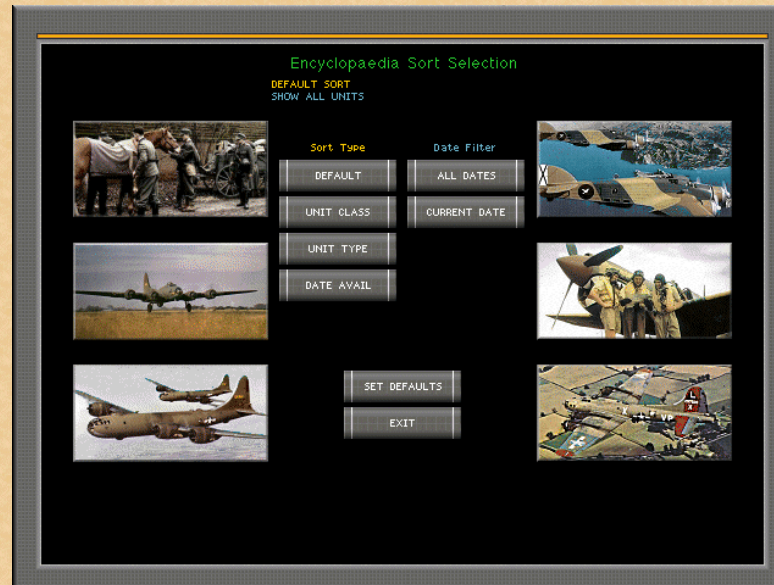 Encyclopaedia Sort Selection
DEFAULT SORT
SHOW ALL UNITS
Sort Type
Date Filter
DEFAULT
ALL DATES
UNIT CLASS
CURRENT DATE
UNIT TYPE
DATE AVAIL
SET DEFAULTS
EXIT
L
X
VP